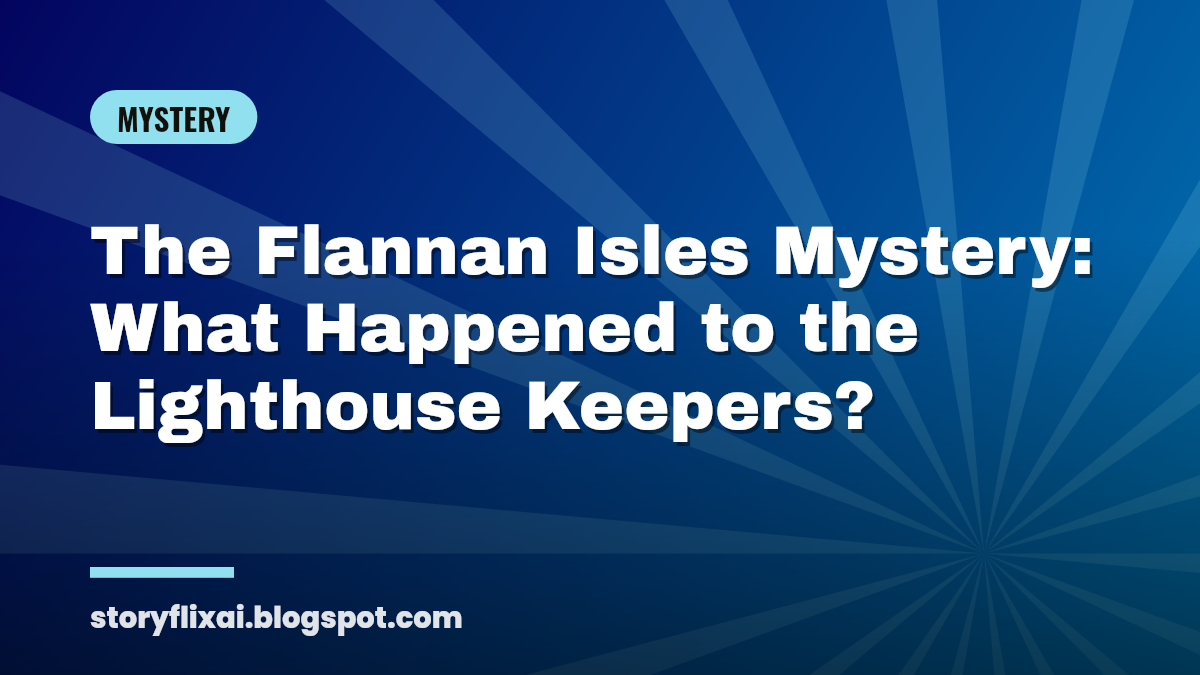 MYSTERY
The Flannan Isles Mystery:
What Happened to the
Lighthouse Keepers?
storyflixai.blogspot.com